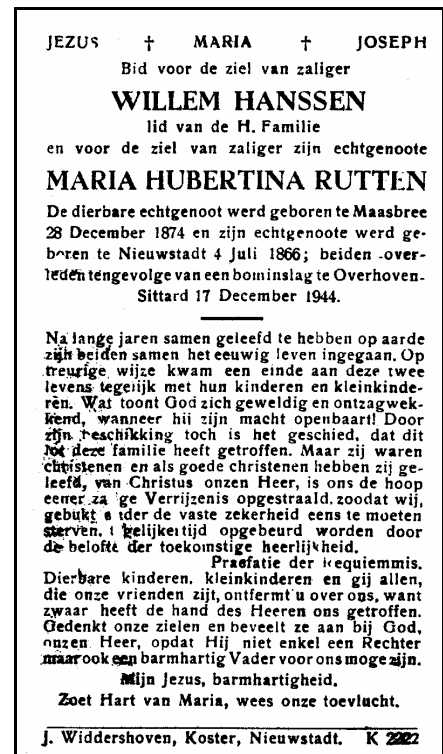 JEZUS † MARIA † JOSEPH
Bid voor de ziel van zaliger
WILLEM HANSSEN
lid van de H. Familie
en voor de ziel van zaliger zijn echtgenoote
MARIA HUBERTINA RUTTEN
De dierbare echtgenoot werd geboren te Maasbree
28 December 1874 en zijn echtgenoote werd ge-
boren te Nieuwstadt 4 Juli 1866; beiden over-
leden tengevolge van een bominslag te Overhoven-
Sittard 17 December 1944.
Na lange jaren samen geleefd te hebben op aarde
zijn beiden samen het eeuwig leven ingegaan. Op
treurige wijze kwam een einde aan deze twee
levens tegelijk met hun kinderen en kleinkinde-
ren. Wat toont God zich geweldig en ontzagwek-
kend, wanneer hij zijn macht openbaart! Door
zijn beschikking toch is het geschied, dat dit
lot deze familie heeft getroffen. Maar zij waren
christenen en als goede christenen hebben zij ge-
leefd, van Christus onzen Heer, is ons de hoop
eener zalige Verrijzenis opgestraald, zoodat wij,
gebukt onder de vaste zekerheid eens te moeten
sterven, tegelijkertijd opgebeurd worden door
de belofte der toekomstige heerlijkheid.
Praefatie der Requiemmis.
Dierbare kinderen, kleinkinderen en gij allen,
die onze vrienden zijt, ontfermt u over ons, want
zwaar heeft de hand des Heeren ons getroffen.
Gedenkt onze zielen en beveelt ze aan bij God,
onzen Heer, opdat Hij niet enkel een Rechter
maar ook een barmhartig Vader voor ons moge zijn.
Mijn Jezus, barmhartigheid.
Zoet Hart van Maria, wees onze toevlucht.
J. Widdershoven, Koster, Nieuwstadt. K